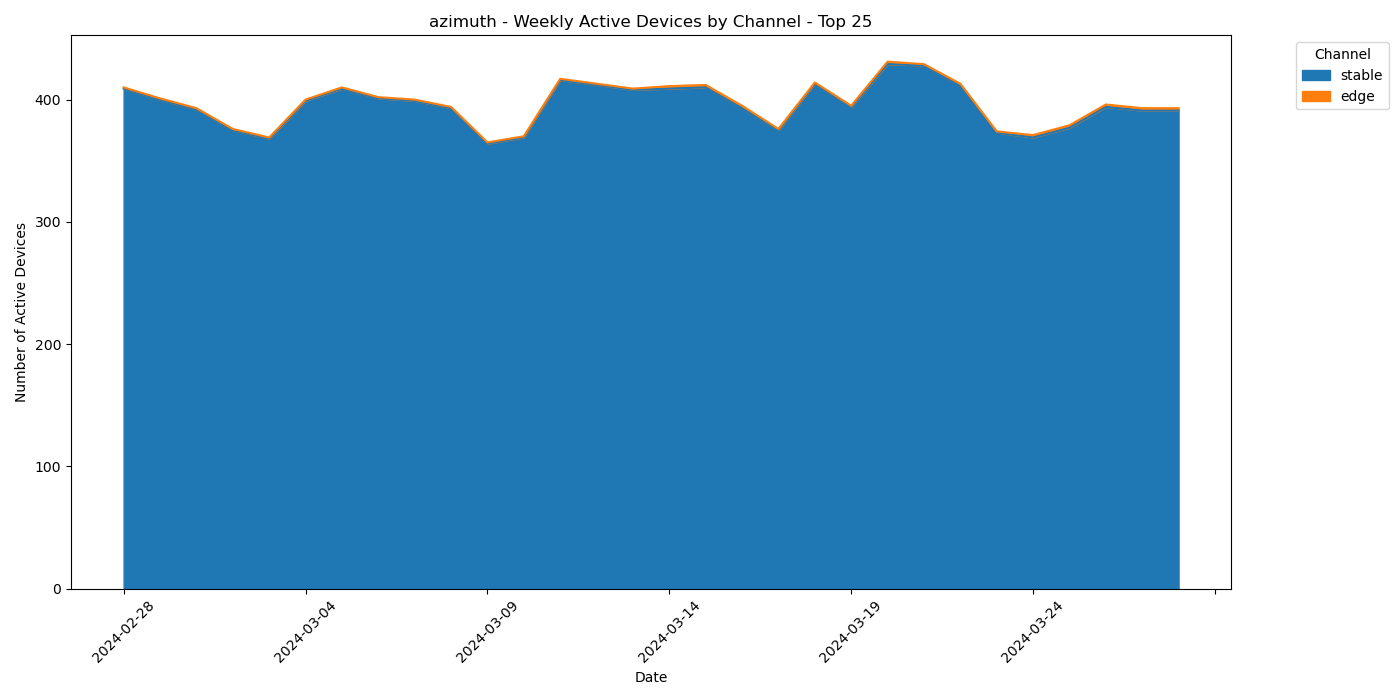 azimuth - Weekly Active Devices by Channel - Top 25
Channel
stable
edge
Number of Active Devices
400
300
200
100
0
2024-02-28
2024-03-04
2024-03-09
2024-03-14
2024-03-19
2024-03-24
Date